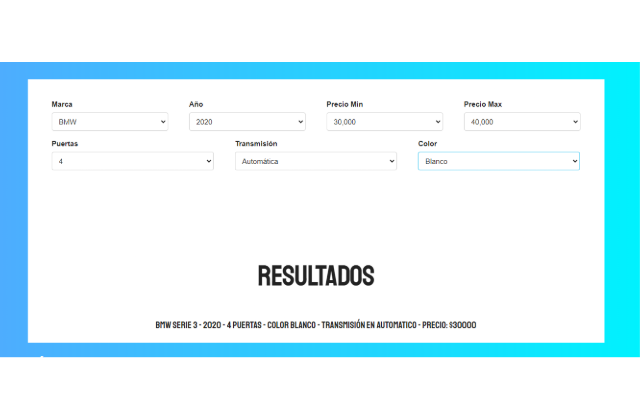 Marca Año Precio Min Precio Max
BMW 2020 30,000 40,000
Puertas Transmisión Color
4 Automática Blanco
RESULTADOS
BMW SERIE 3 - 2020 - 4 PUERTAS - COLOR BLANCO - TRANSMISIÓN EN AUTOMATICO - PRECIO: $30000